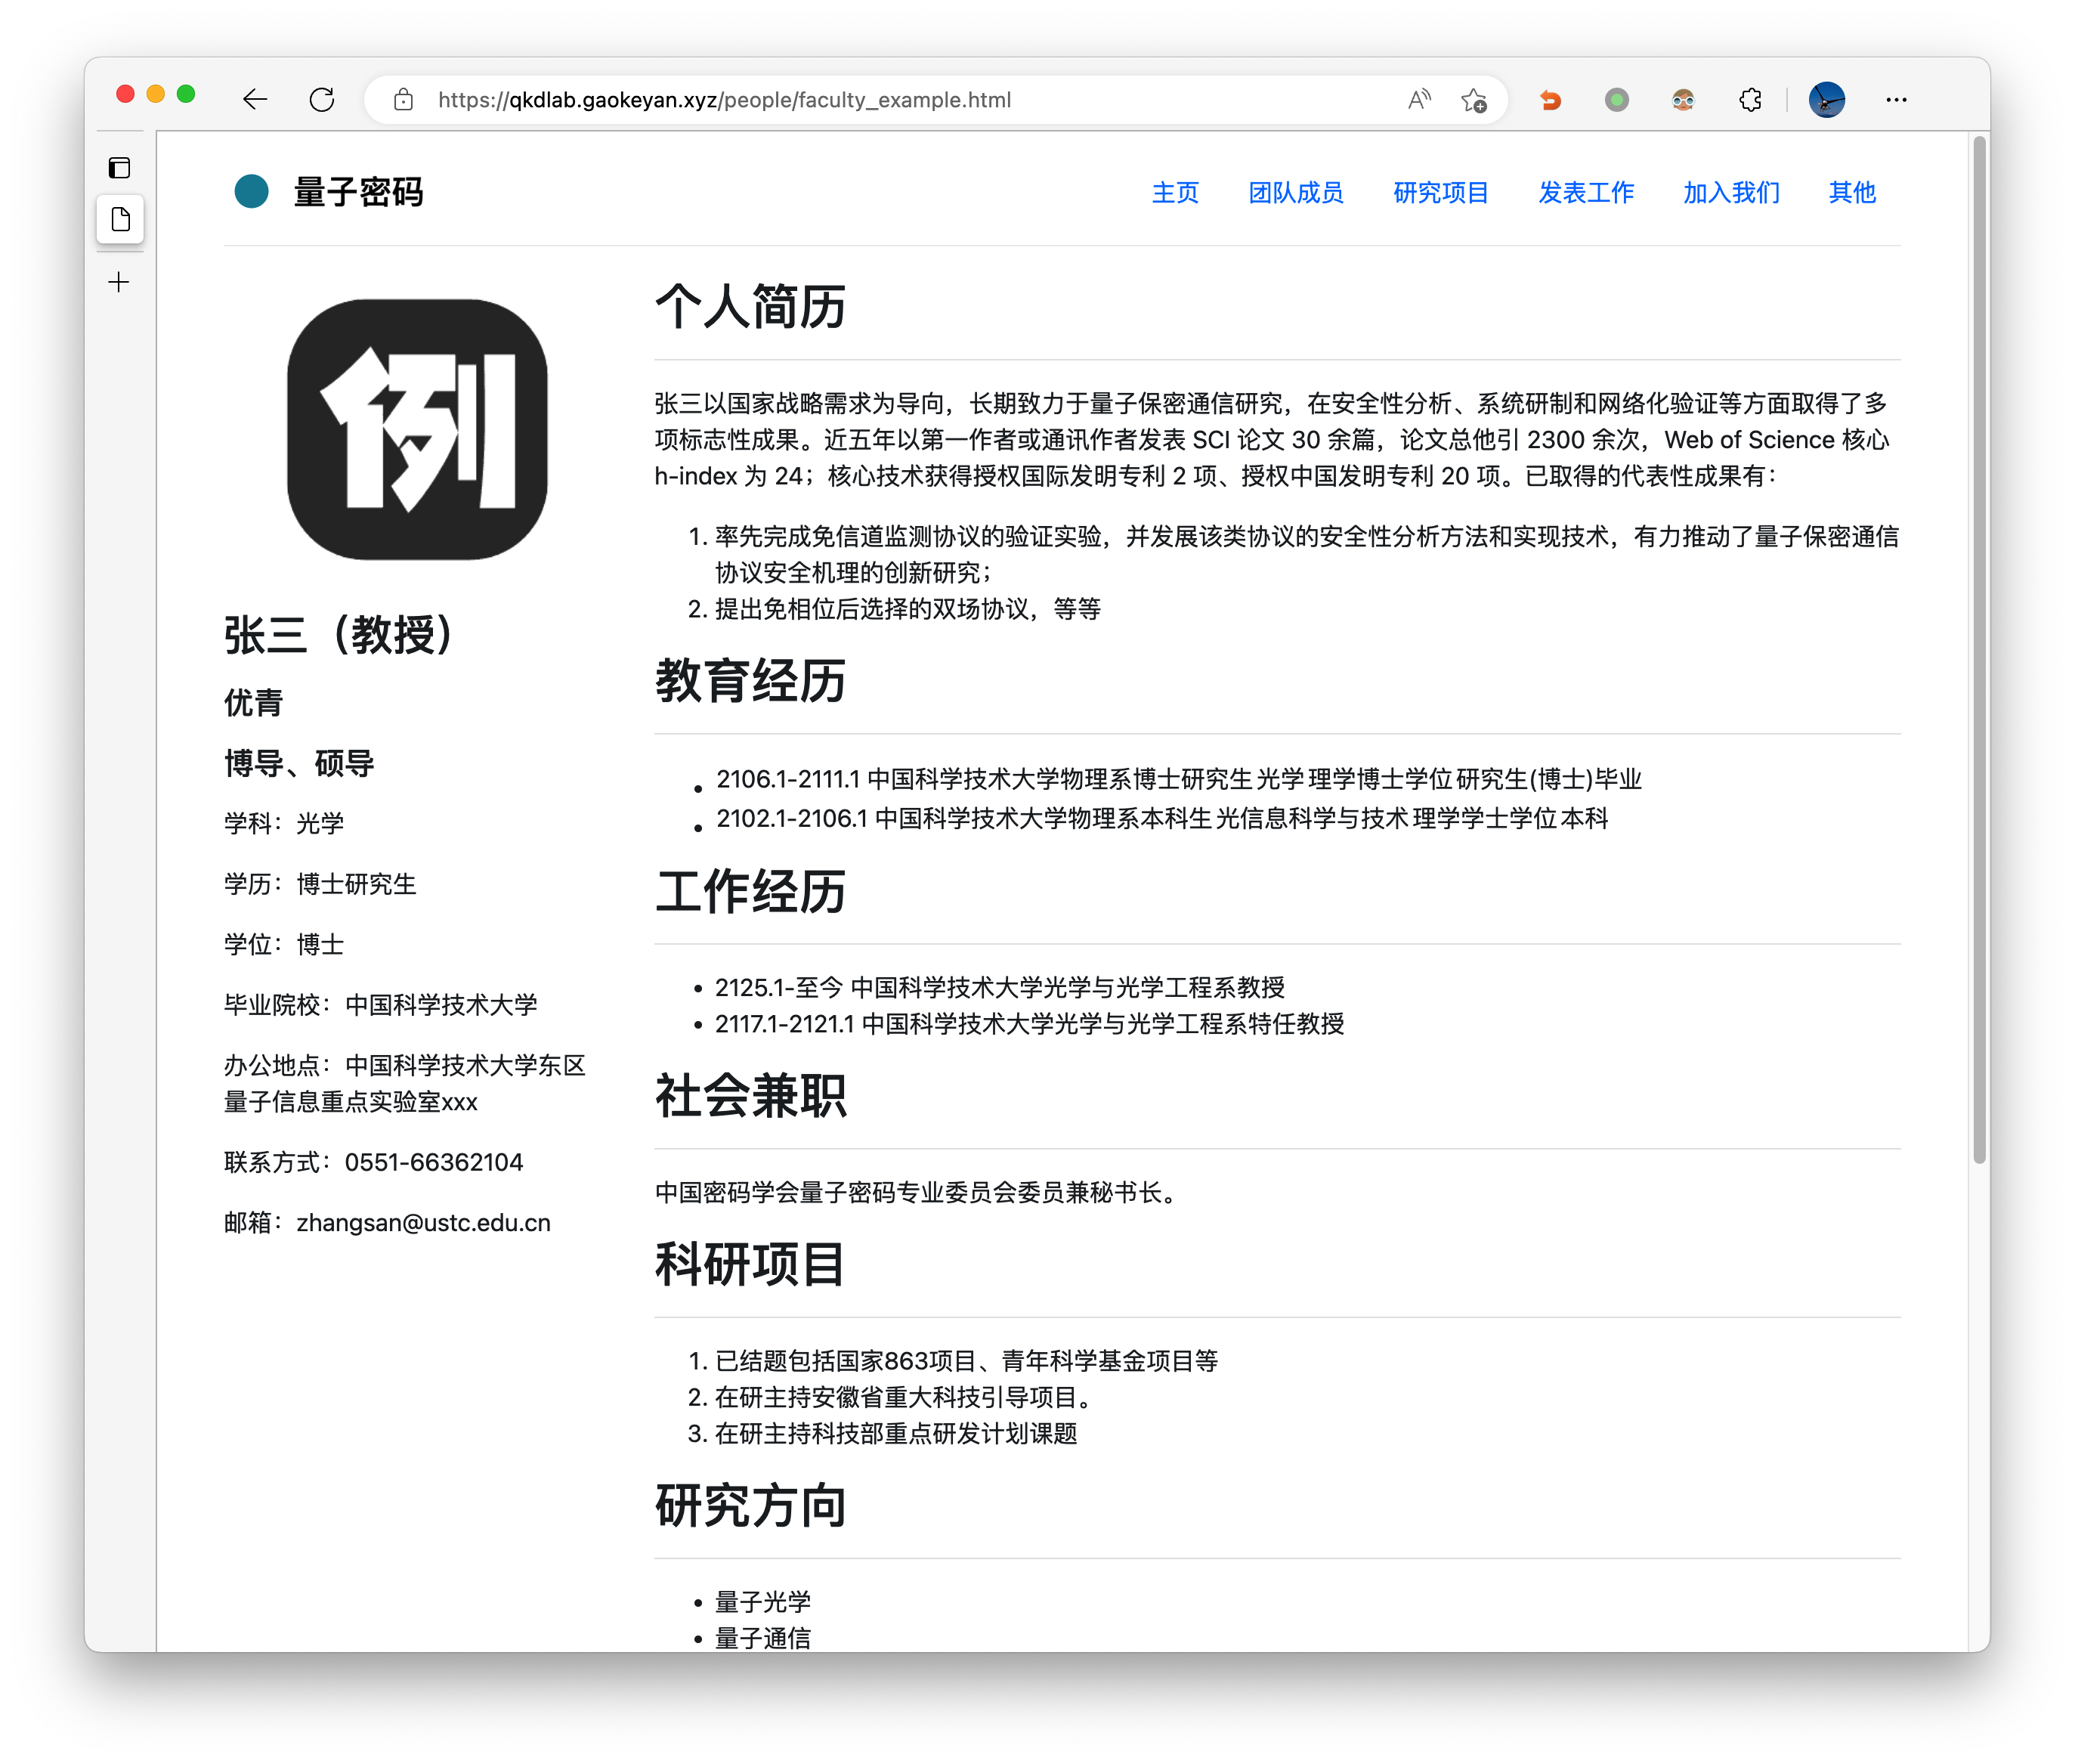 https://qkdlab.gaokeyan.xyz/people/faculty_example.html
量子密码
主页 团队成员 研究项目 发表工作 加入我们 其他
例
张三（教授）
优青
博导、硕导
学科：光学
学历：博士研究生
学位：博士
毕业院校：中国科学技术大学
办公地点：中国科学技术大学东区
量子信息重点实验室xxx
联系方式：0551-66362104
邮箱：zhangsan@ustc.edu.cn
个人简历
张三以国家战略需求为导向，长期致力于量子保密通信研究，在安全性分析、系统研制和网络化验证等方面取得了多
项标志性成果。近五年以第一作者或通讯作者发表 SCI 论文 30 余篇，论文总他引 2300 余次，Web of Science 核心
h-index 为 24；核心技术获得授权国际发明专利 2 项、授权中国发明专利 20 项。已取得的代表性成果有：
1. 率先完成免信道监测协议的验证实验，并发展该类协议的安全性分析方法和实现技术，有力推动了量子保密通信
协议安全机理的创新研究；
2. 提出免相位后选择的双场协议，等等
教育经历
• 2106.1-2111.1 中国科学技术大学物理系博士研究生 光学 理学博士学位 研究生(博士)毕业
• 2102.1-2106.1 中国科学技术大学物理系本科生 光信息科学与技术 理学学士学位 本科
工作经历
• 2125.1-至今 中国科学技术大学光学与光学工程系教授
• 2117.1-2121.1 中国科学技术大学光学与光学工程系特任教授
社会兼职
中国密码学会量子密码专业委员会委员兼秘书长。
科研项目
1. 已结题包括国家863项目、青年科学基金项目等
2. 在研主持安徽省重大科技引导项目。
3. 在研主持科技部重点研发计划课题
研究方向
• 量子光学
• 量子通信